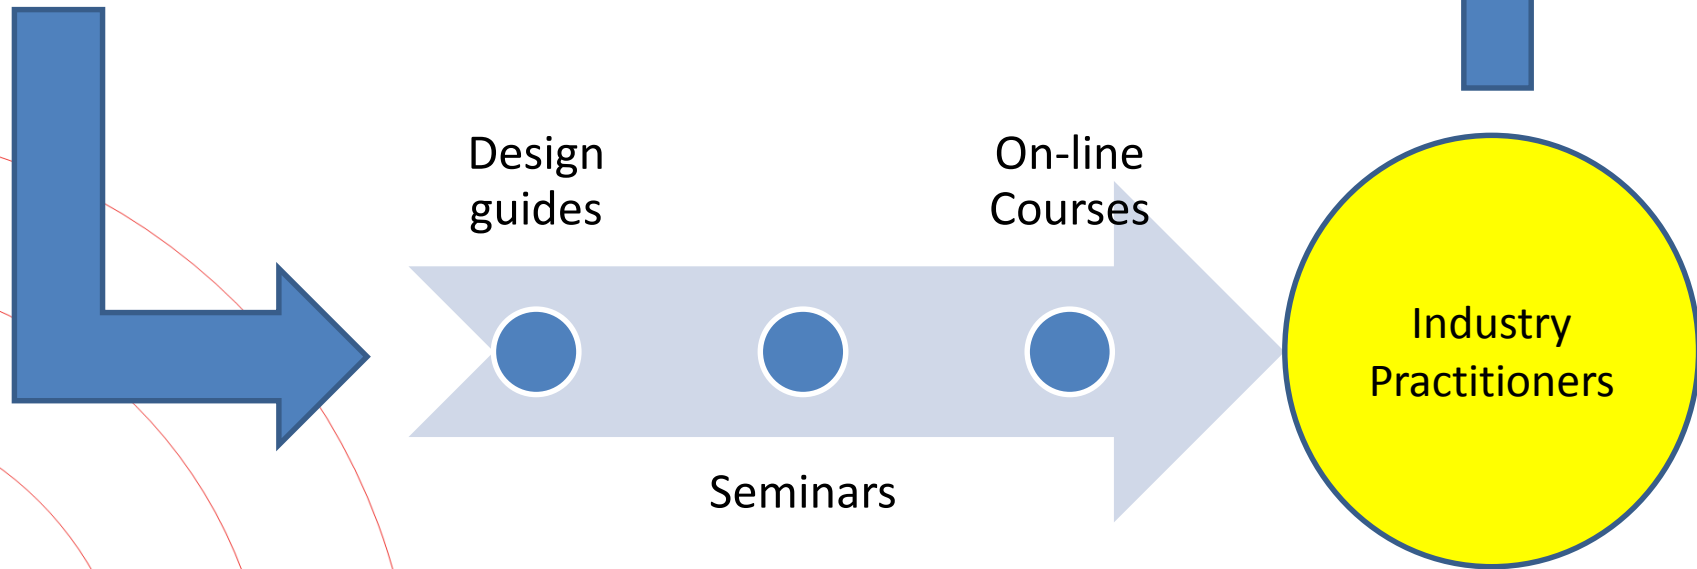 Design
guides
On-line
Courses
Seminars
Industry
Practitioners